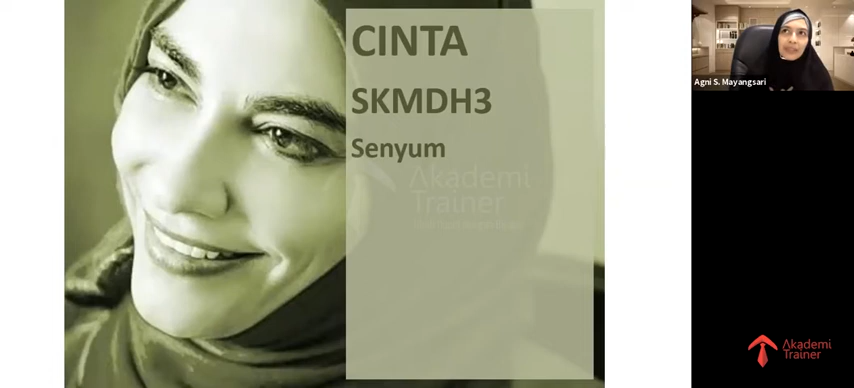 CINTA
SKMDH3
Senyum
Akademi
Trainer
Agni S. Mayangsari
Akademi
Trainer